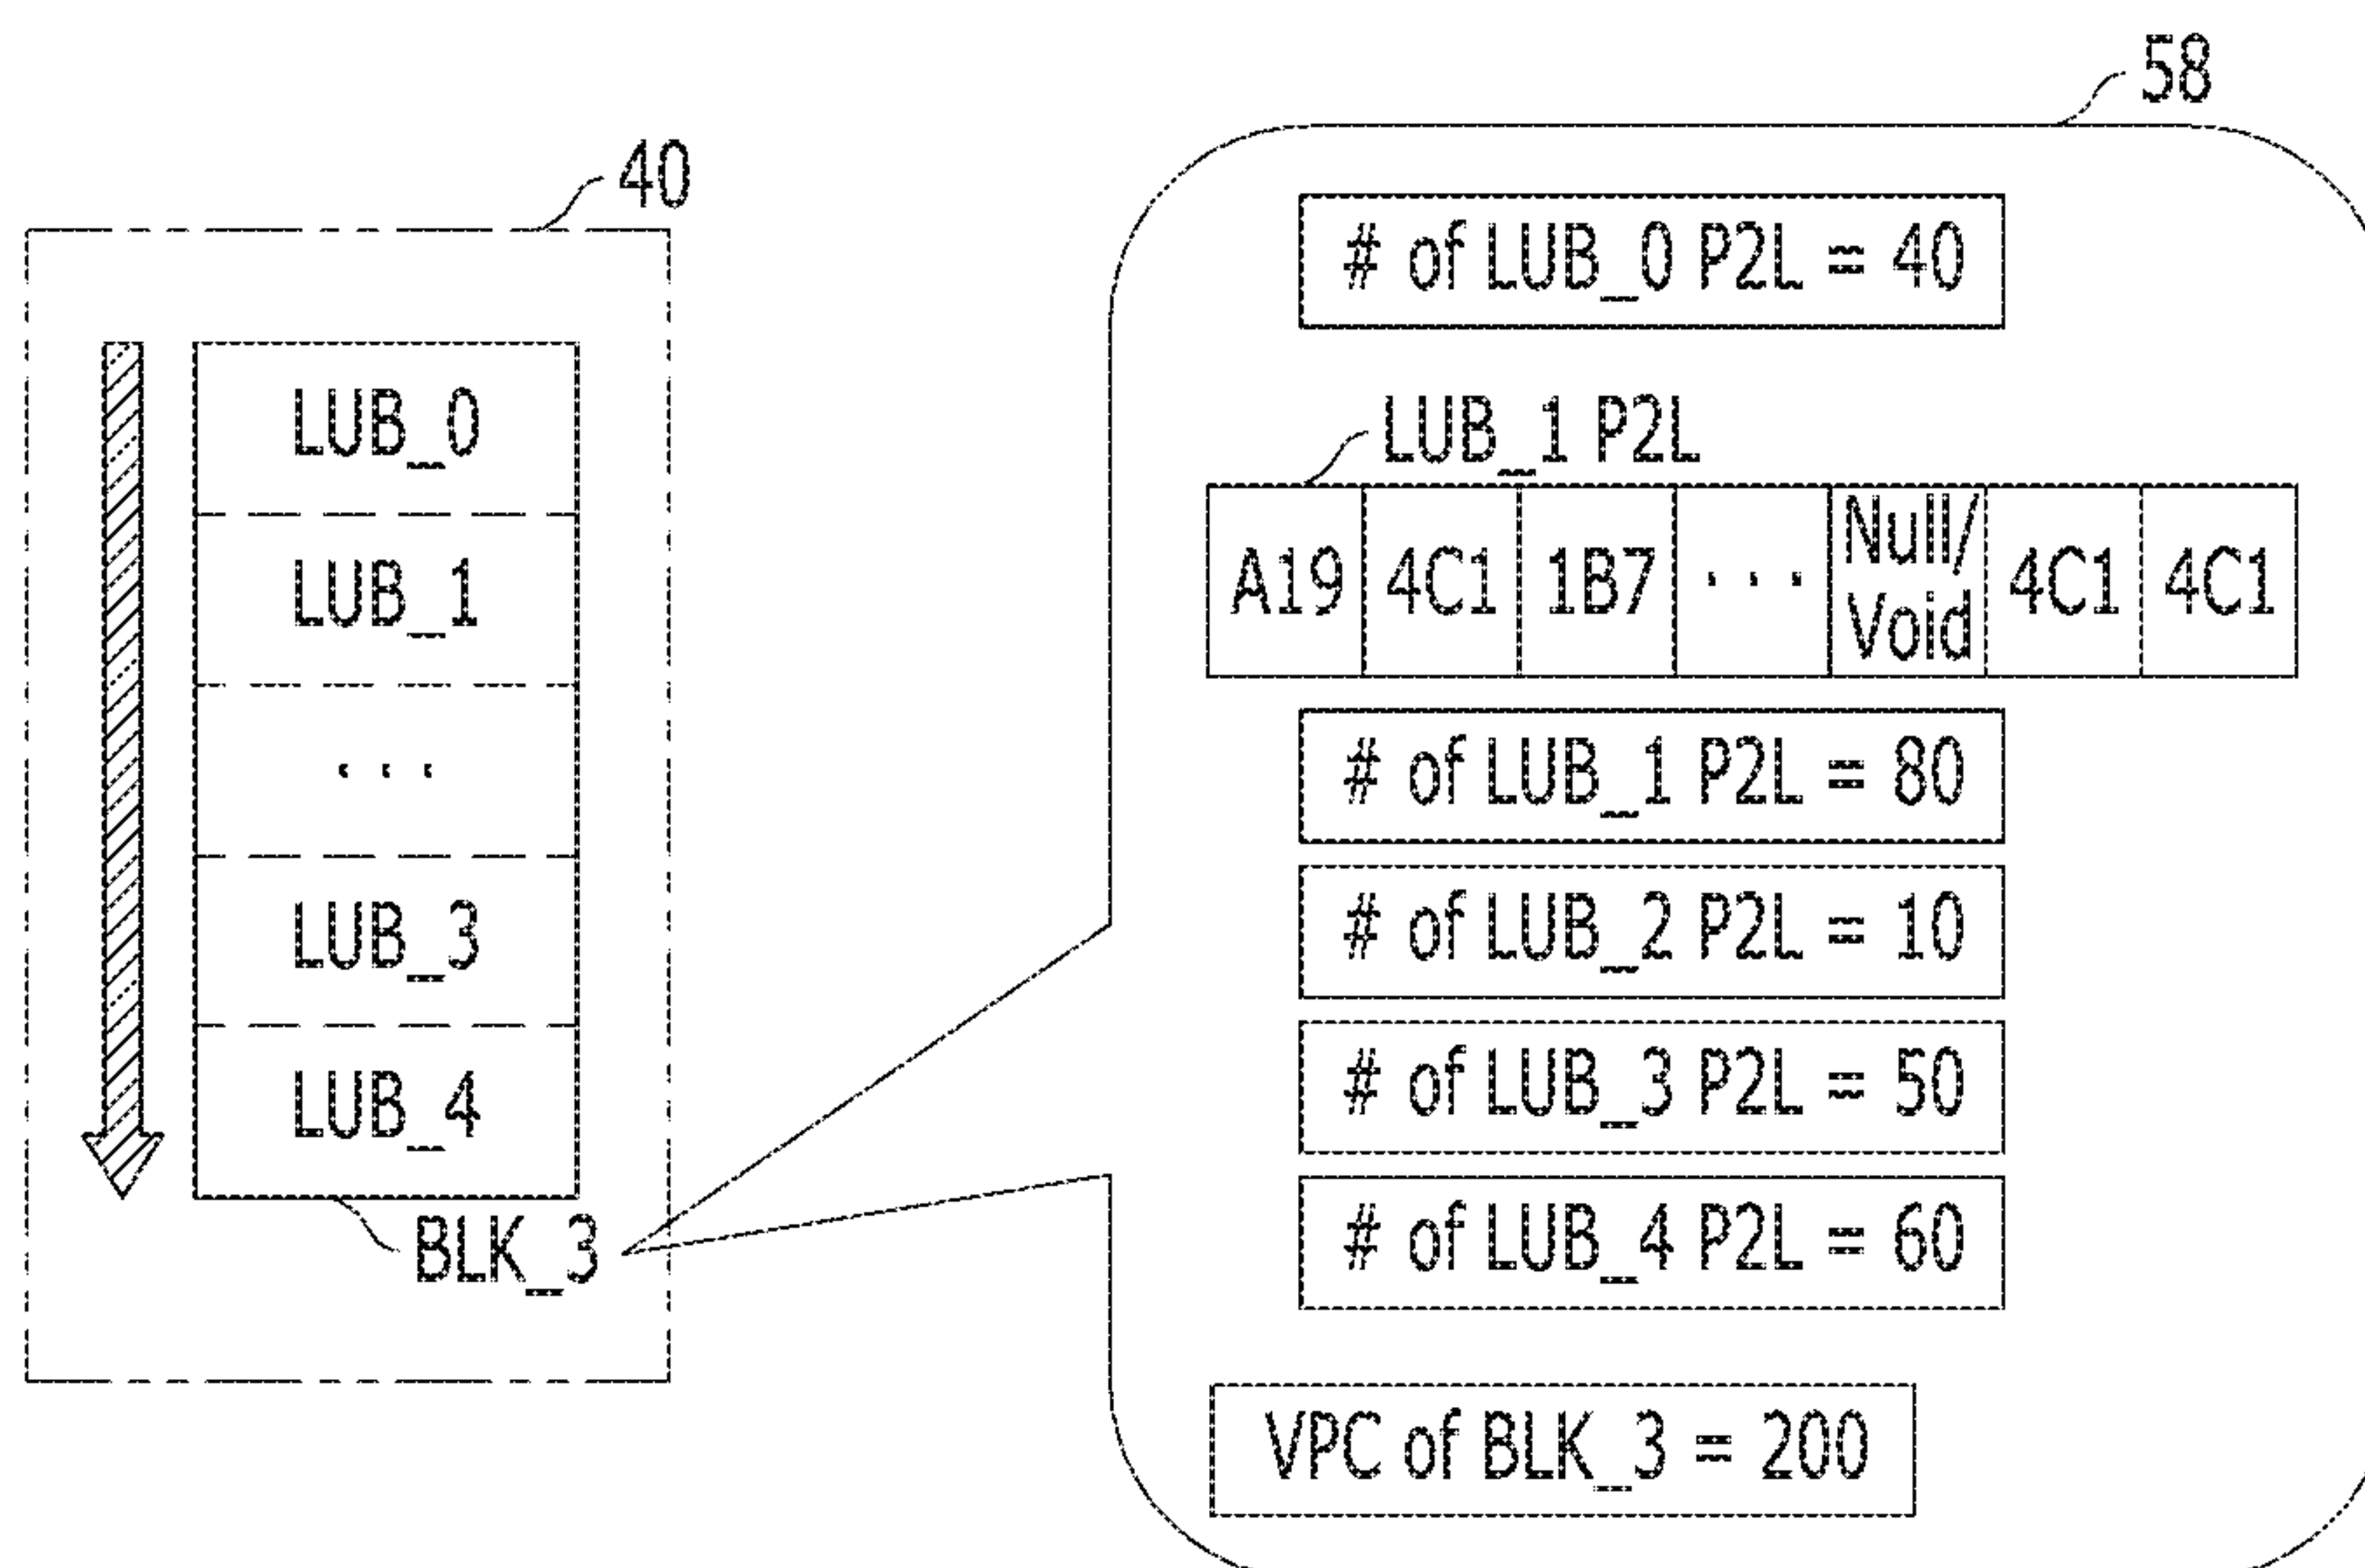 58
40
# of LUB_0 P2L = 40
LUB_0
LUB_1 P2L
LUB_1
A19 4C1 1B7 ... Null/Void 4C1 4C1
...
# of LUB_1 P2L = 80
LUB_3
# of LUB_2 P2L = 10
LUB_4
# of LUB_3 P2L = 50
BLK_3
# of LUB_4 P2L = 60
VPC of BLK_3 = 200